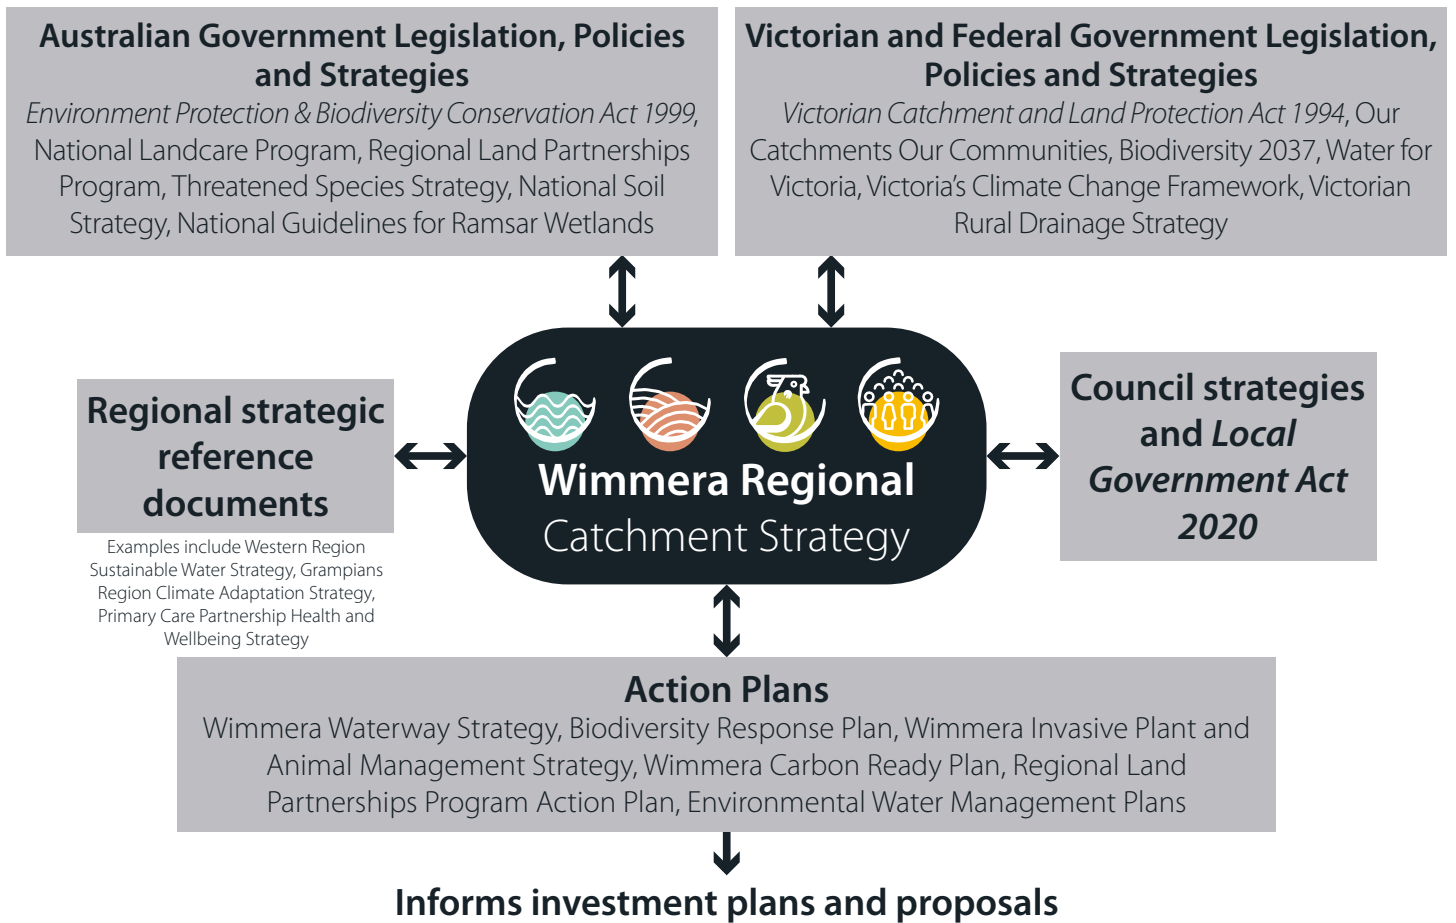 Australian Government Legislation, Policies
and Strategies
Environment Protection & Biodiversity Conservation Act 1999,
National Landcare Program, Regional Land Partnerships
Program, Threatened Species Strategy, National Soil
Strategy, National Guidelines for Ramsar Wetlands
Victorian and Federal Government Legislation,
Policies and Strategies
Victorian Catchment and Land Protection Act 1994, Our
Catchments Our Communities, Biodiversity 2037, Water for
Victoria, Victoria’s Climate Change Framework, Victorian
Rural Drainage Strategy
Regional strategic
reference
documents
Examples include Western Region
Sustainable Water Strategy, Grampians
Region Climate Adaptation Strategy,
Primary Care Partnership Health and
Wellbeing Strategy
Wimmera Regional
Catchment Strategy
Council strategies
and Local
Government Act
2020
Action Plans
Wimmera Waterway Strategy, Biodiversity Response Plan, Wimmera Invasive Plant and
Animal Management Strategy, Wimmera Carbon Ready Plan, Regional Land
Partnerships Program Action Plan, Environmental Water Management Plans
Informs investment plans and proposals